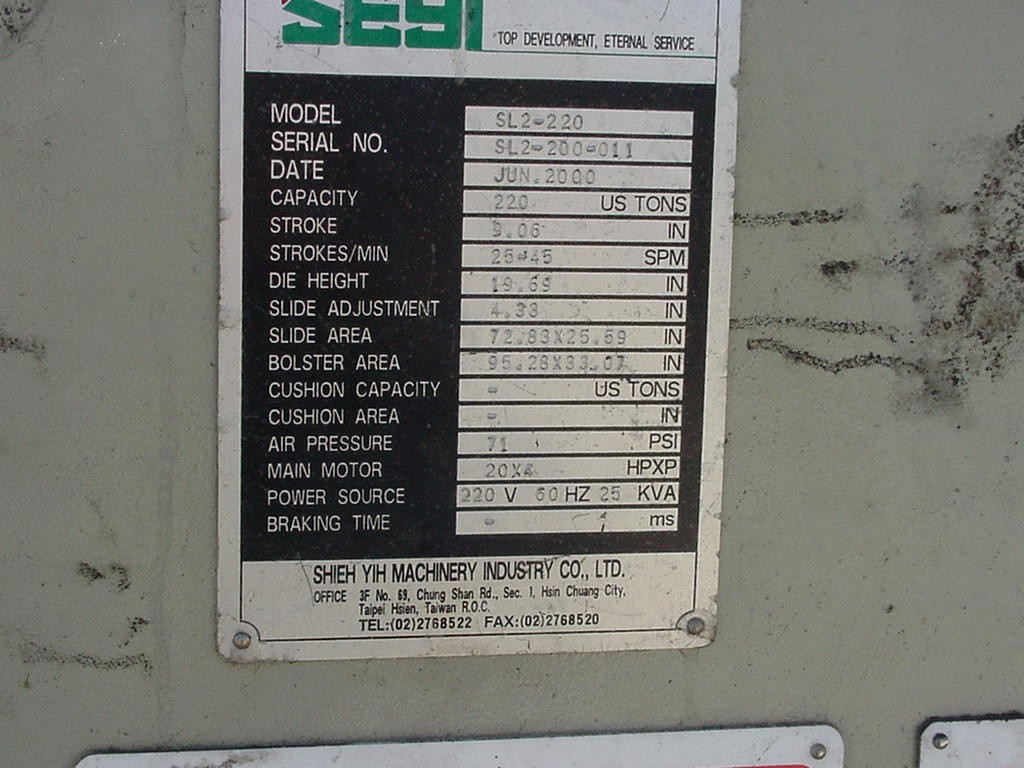 SEYI TOP DEVELOPMENT, ETERNAL SERVICE
MODEL SL2-220
SERIAL NO. SL2-200-011
DATE JUN.2000
CAPACITY 220 US TONS
STROKE 9.06 IN
STROKES/MIN 25-45 SPM
DIE HEIGHT 19.69 IN
SLIDE ADJUSTMENT 4.33 IN
SLIDE AREA 72.83X25.59 IN
BOLSTER AREA 95.28X33.07 IN
CUSHION CAPACITY - US TONS
CUSHION AREA - IN
AIR PRESSURE 71 PSI
MAIN MOTOR 20X4 HPXP
POWER SOURCE 220 V 60 HZ 25 KVA
BRAKING TIME - ms
SHIEH YIH MACHINERY INDUSTRY CO., LTD.
OFFICE 3F No. 69, Chung Shan Rd., Sec. 1, Hsin Chuang City,
Taipei Hsien, Taiwan R.O.C.
TEL:(02)2768522 FAX:(02)2768520